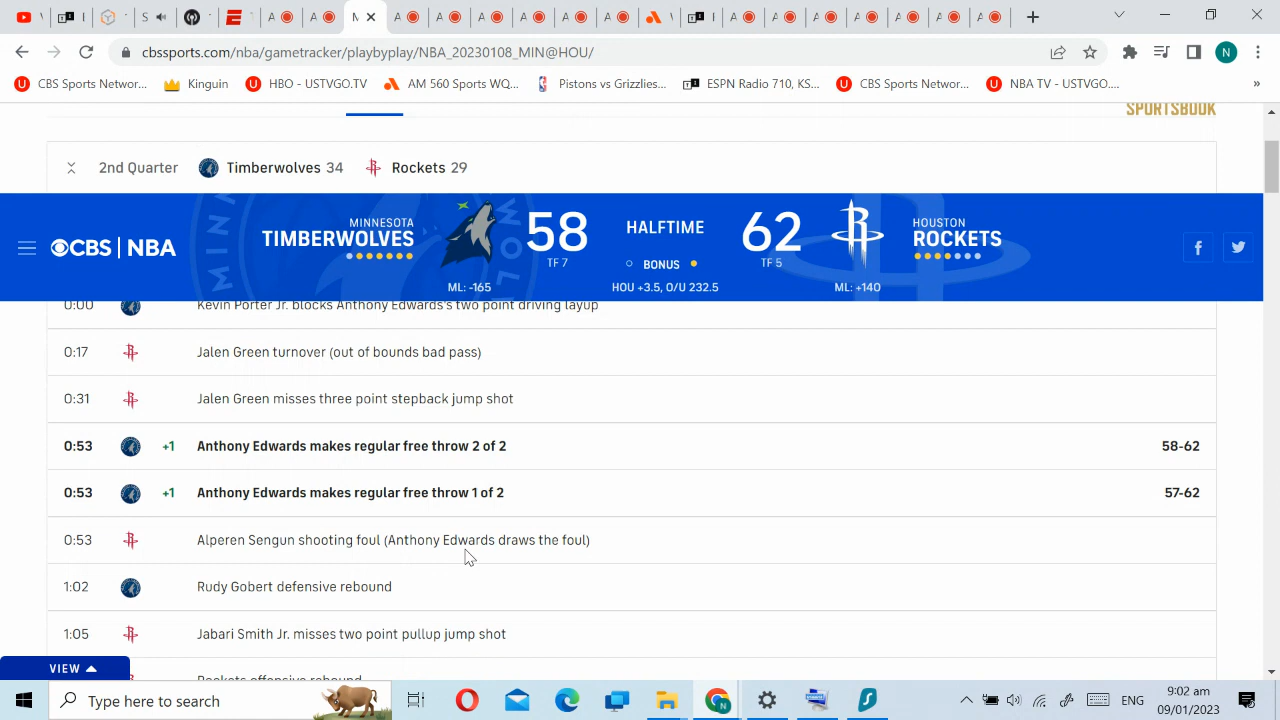 cbssports.com/nba/gametracker/playbyplay/NBA_20230108_MIN@HOU/
N
CBS Sports Networ...
Kinguin
HBO - USTVGO.TV
AM 560 Sports WQ...
Pistons vs Grizzlies...
ESPN Radio 710, KS...
CBS Sports Networ...
NBA TV - USTVGO....
»
SPORTSBOOK
2nd Quarter Timberwolves 34 Rockets 29
MINNESOTA
TIMBERWOLVES
58
TF 7
ML: -165
HALFTIME
BONUS
HOU +3.5, O/U 232.5
62
TF 5
HOUSTON
ROCKETS
ML: +140
CBS | NBA
0:00 Kevin Porter Jr. blocks Anthony Edwards's two point driving layup
0:17 Jalen Green turnover (out of bounds bad pass)
0:31 Jalen Green misses three point stepback jump shot
0:53 +1 Anthony Edwards makes regular free throw 2 of 2 58-62
0:53 +1 Anthony Edwards makes regular free throw 1 of 2 57-62
0:53 Alperen Sengun shooting foul (Anthony Edwards draws the foul)
1:02 Rudy Gobert defensive rebound
1:05 Jabari Smith Jr. misses two point pullup jump shot
Rockets offensive rebound
VIEW
Type here to search
ENG
9:02 am
09/01/2023